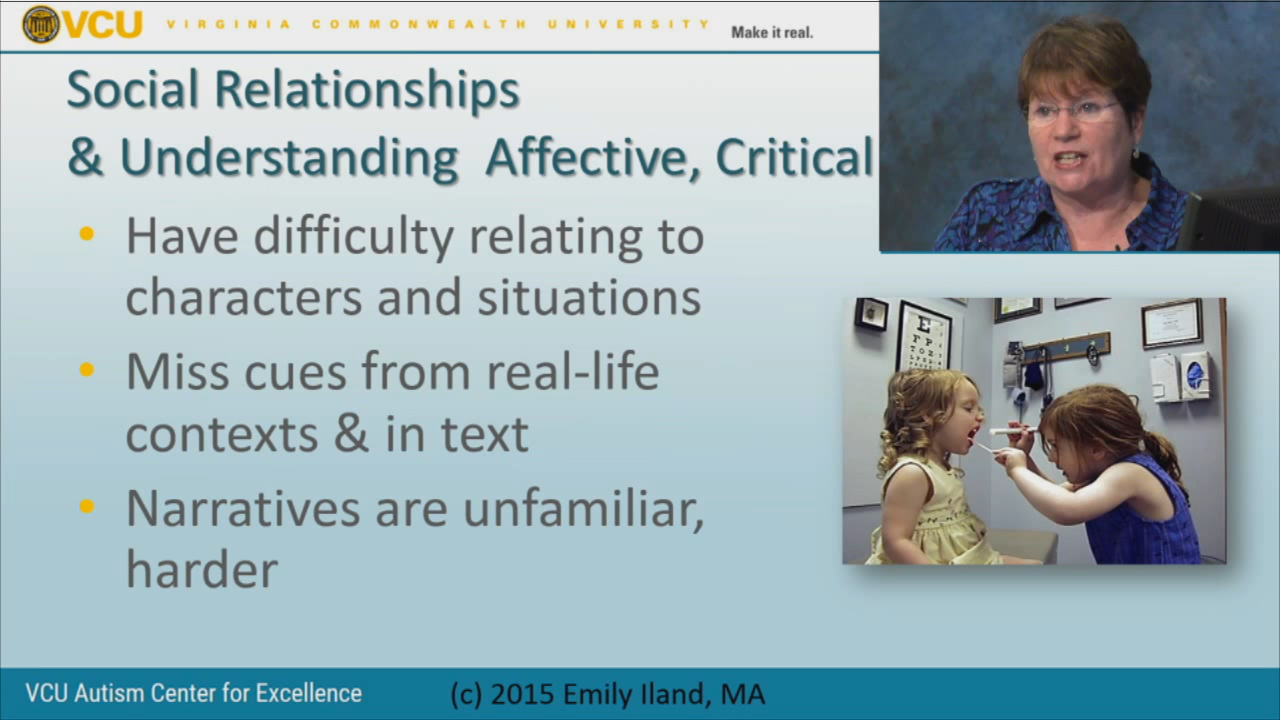 VCU VIRGINIA COMMONWEALTH UNIVERSITY Make it real.
Social Relationships
& Understanding Affective, Critical
• Have difficulty relating to
characters and situations
• Miss cues from real-life
contexts & in text
• Narratives are unfamiliar,
harder
E
F P
T O Z
VCU Autism Center for Excellence (c) 2015 Emily Iland, MA